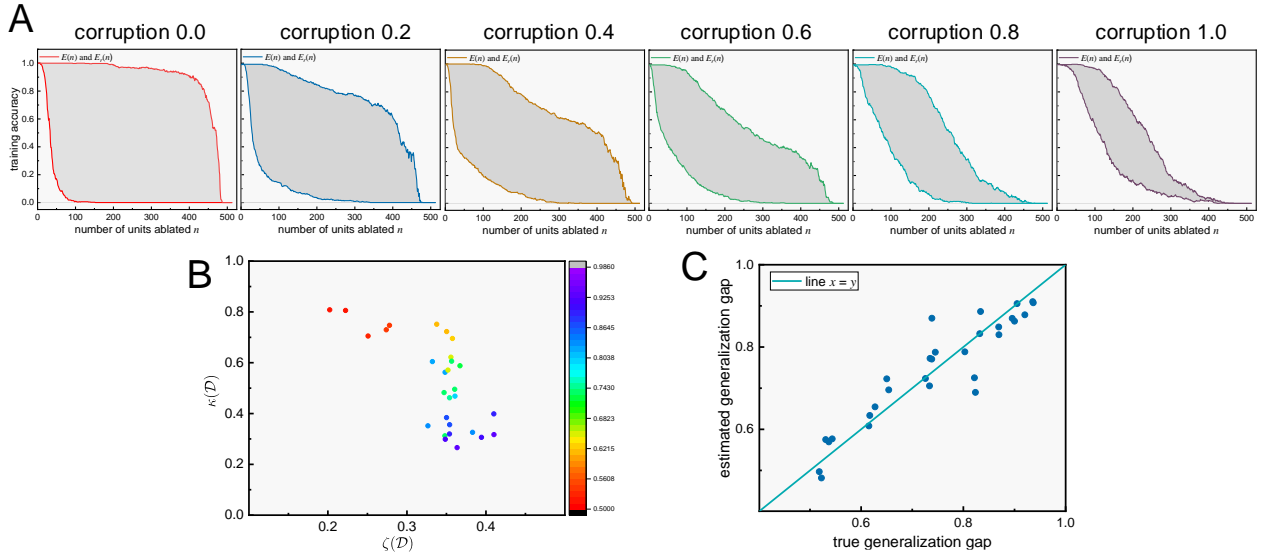 A
corruption 0.0
corruption 0.2
corruption 0.4
corruption 0.6
corruption 0.8
corruption 1.0
E(n) and E_r(n)
E(n) and E_r(n)
E(n) and E_r(n)
E(n) and E_r(n)
E(n) and E_r(n)
E(n) and E_r(n)
training accuracy
1.0
0.8
0.6
0.4
0.2
0.0
0 100 200 300 400 500
0 100 200 300 400 500
0 100 200 300 400 500
0 100 200 300 400 500
0 100 200 300 400 500
0 100 200 300 400 500
number of units ablated n
number of units ablated n
number of units ablated n
number of units ablated n
number of units ablated n
number of units ablated n
B
κ(𝒟)
1.0
0.8
0.6
0.4
0.2
0.0
0.2 0.3 0.4
ζ(𝒟)
0.9860
0.9253
0.8645
0.8038
0.7430
0.6823
0.6215
0.5608
0.5000
C
line x = y
estimated generalization gap
1.0
0.8
0.6
0.6 0.8 1.0
true generalization gap